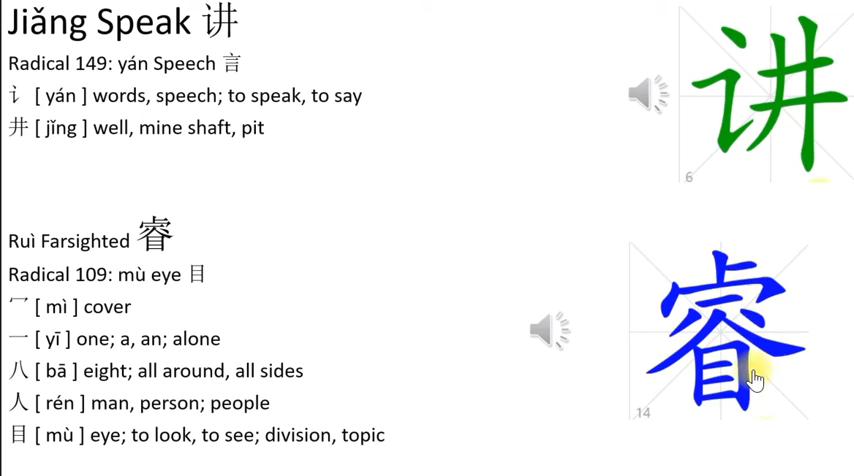 Jiǎng Speak 讲
Radical 149: yán Speech 言
讠 [ yán ] words, speech; to speak, to say
井 [ jǐng ] well, mine shaft, pit
讲
6
Ruì Farsighted 睿
Radical 109: mù eye 目
冖 [ mì ] cover
一 [ yī ] one; a, an; alone
八 [ bā ] eight; all around, all sides
人 [ rén ] man, person; people
目 [ mù ] eye; to look, to see; division, topic
睿
14